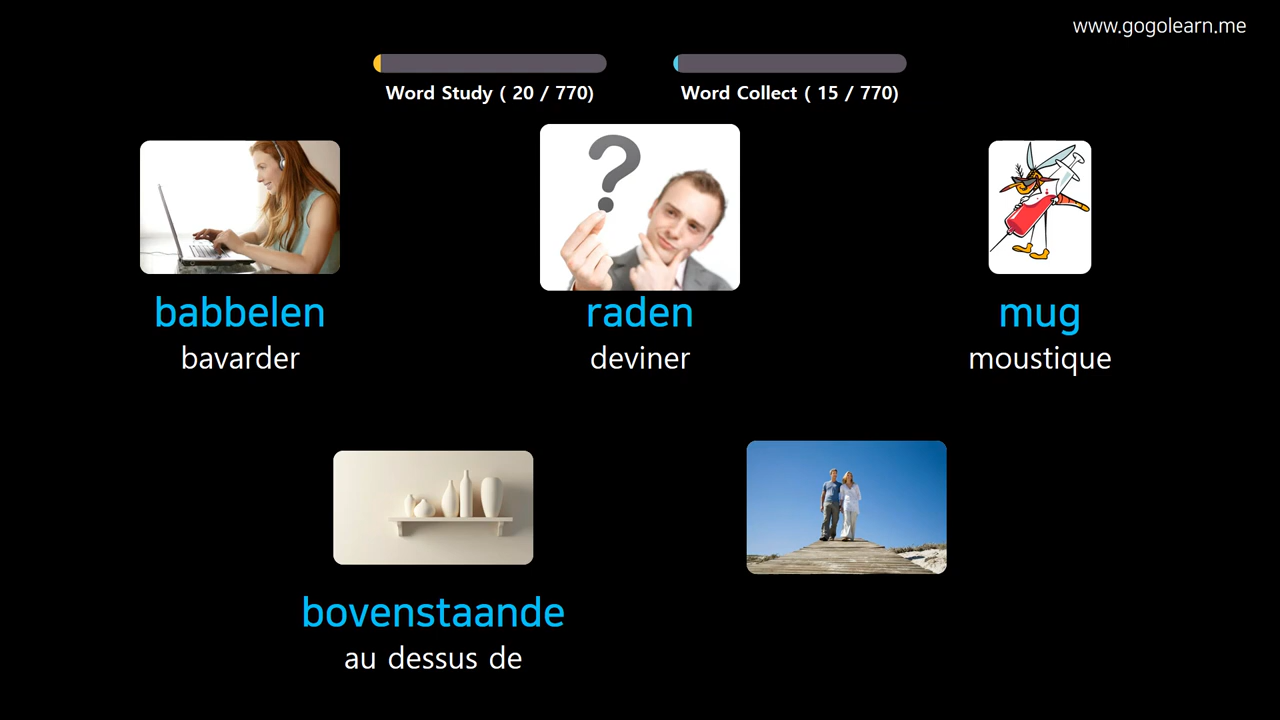 www.gogolearn.me
Word Study ( 20 / 770)
Word Collect ( 15 / 770)
babbelen
bavarder
raden
deviner
mug
moustique
bovenstaande
au dessus de